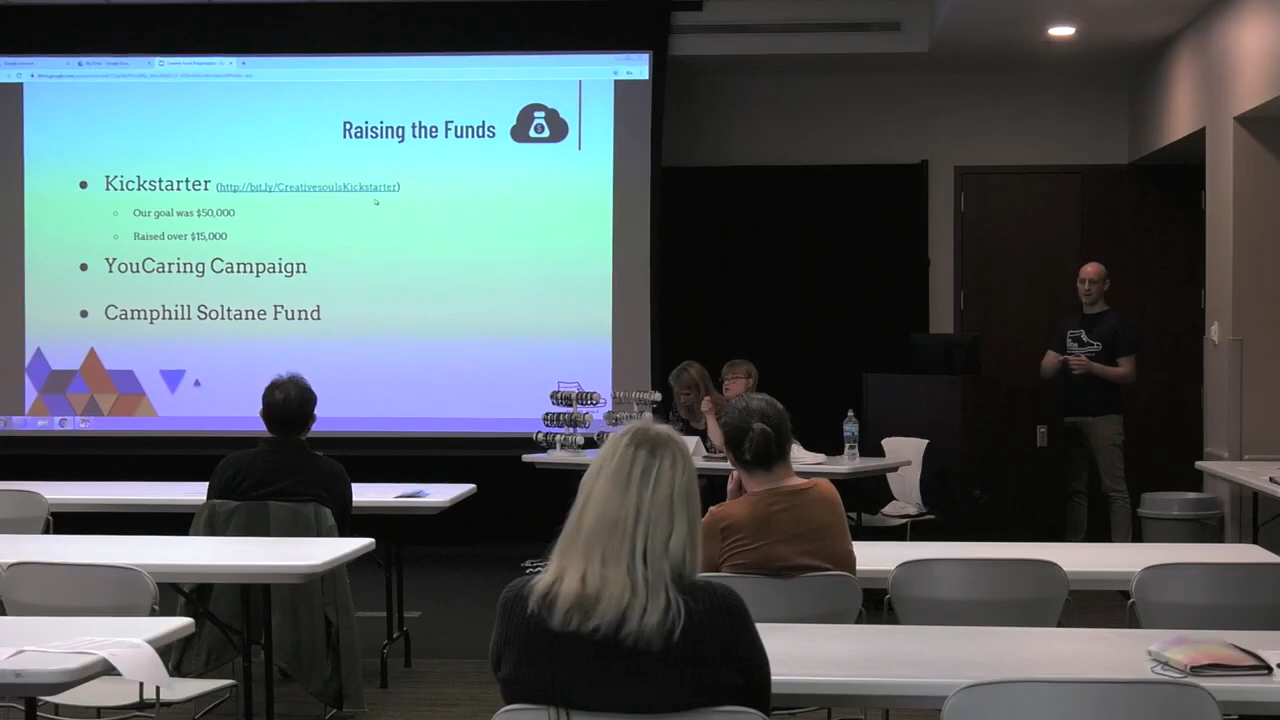 Raising the Funds
Kickstarter (http://bit.ly/CreativesoulsKickstarter)
Our goal was $50,000
Raised over $15,000
YouCaring Campaign
Camphill Soltane Fund